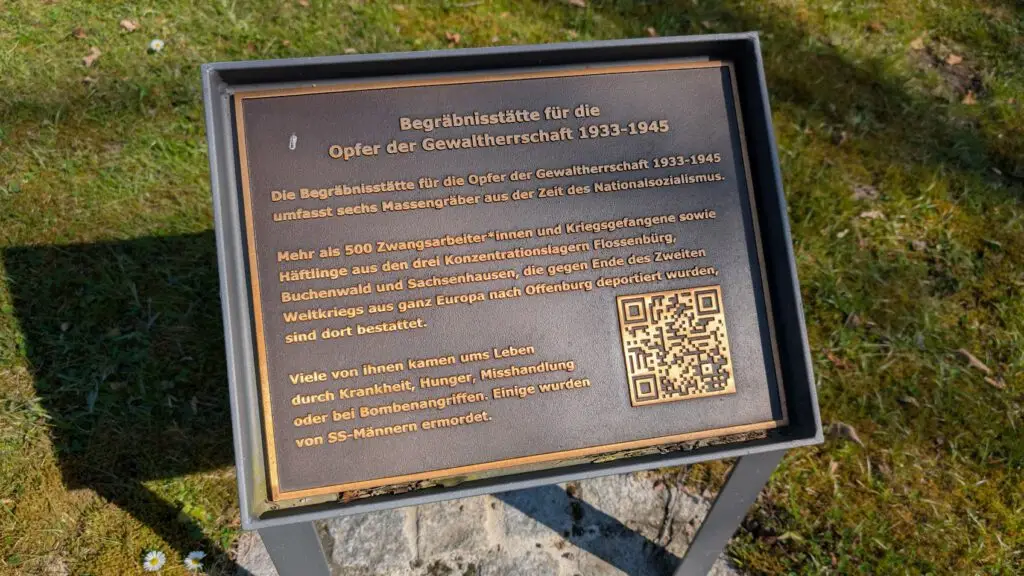 Begräbnisstätte für die
Opfer der Gewaltherrschaft 1933-1945
Die Begräbnisstätte für die Opfer der Gewaltherrschaft 1933-1945
umfasst sechs Massengräber aus der Zeit des Nationalsozialismus.
Mehr als 500 Zwangsarbeiter*innen und Kriegsgefangene sowie
Häftlinge aus den drei Konzentrationslagern Flossenbürg,
Buchenwald und Sachsenhausen, die gegen Ende des Zweiten
Weltkriegs aus ganz Europa nach Offenburg deportiert wurden,
sind dort bestattet.
Viele von ihnen kamen ums Leben
durch Krankheit, Hunger, Misshandlung
oder bei Bombenangriffen. Einige wurden
von SS-Männern ermordet.